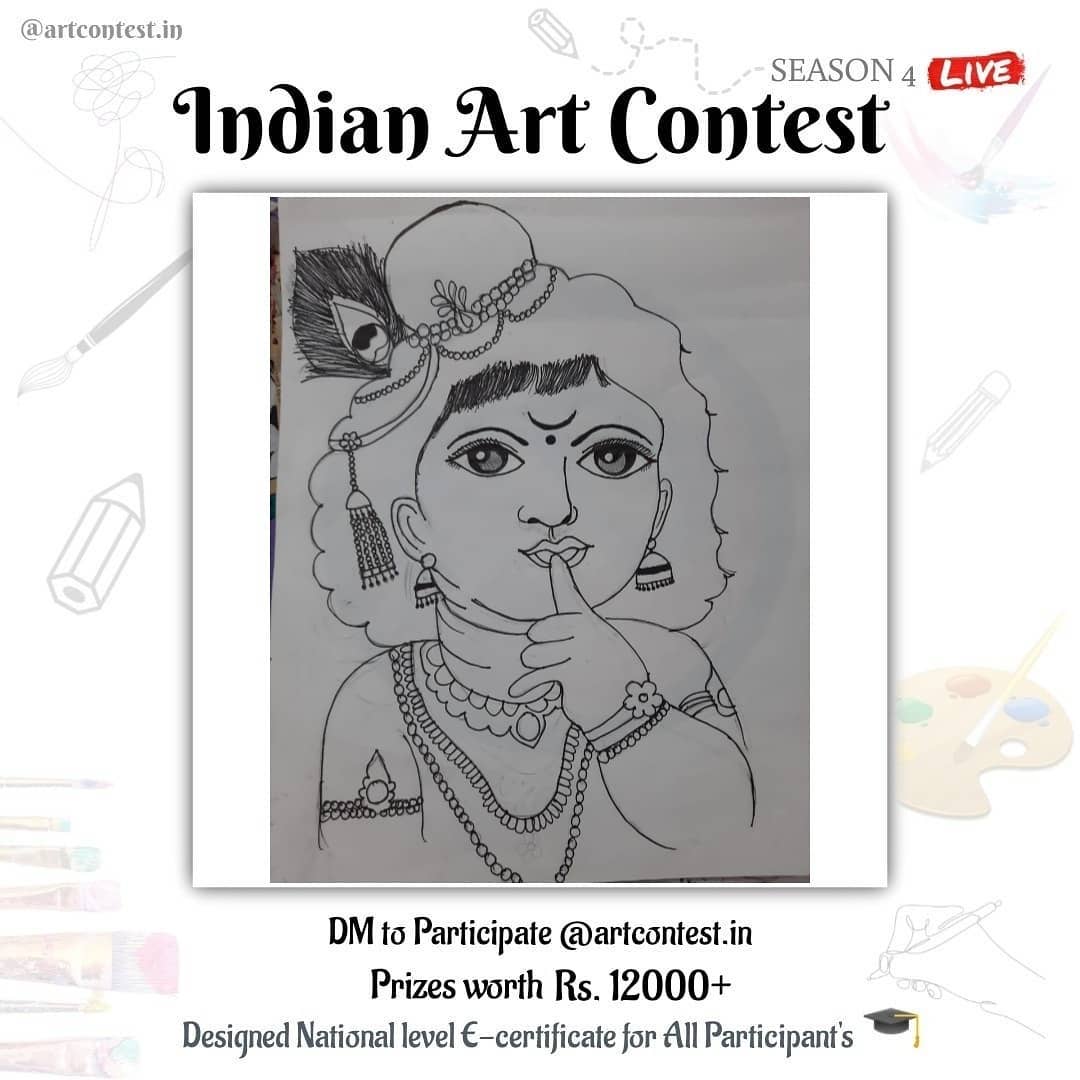 @artcontest.in
SEASON 4 LIVE
Indian Art Contest
DM to Participate @artcontest.in
Prizes worth Rs. 12000+
Designed National level E-certificate for All Participant's